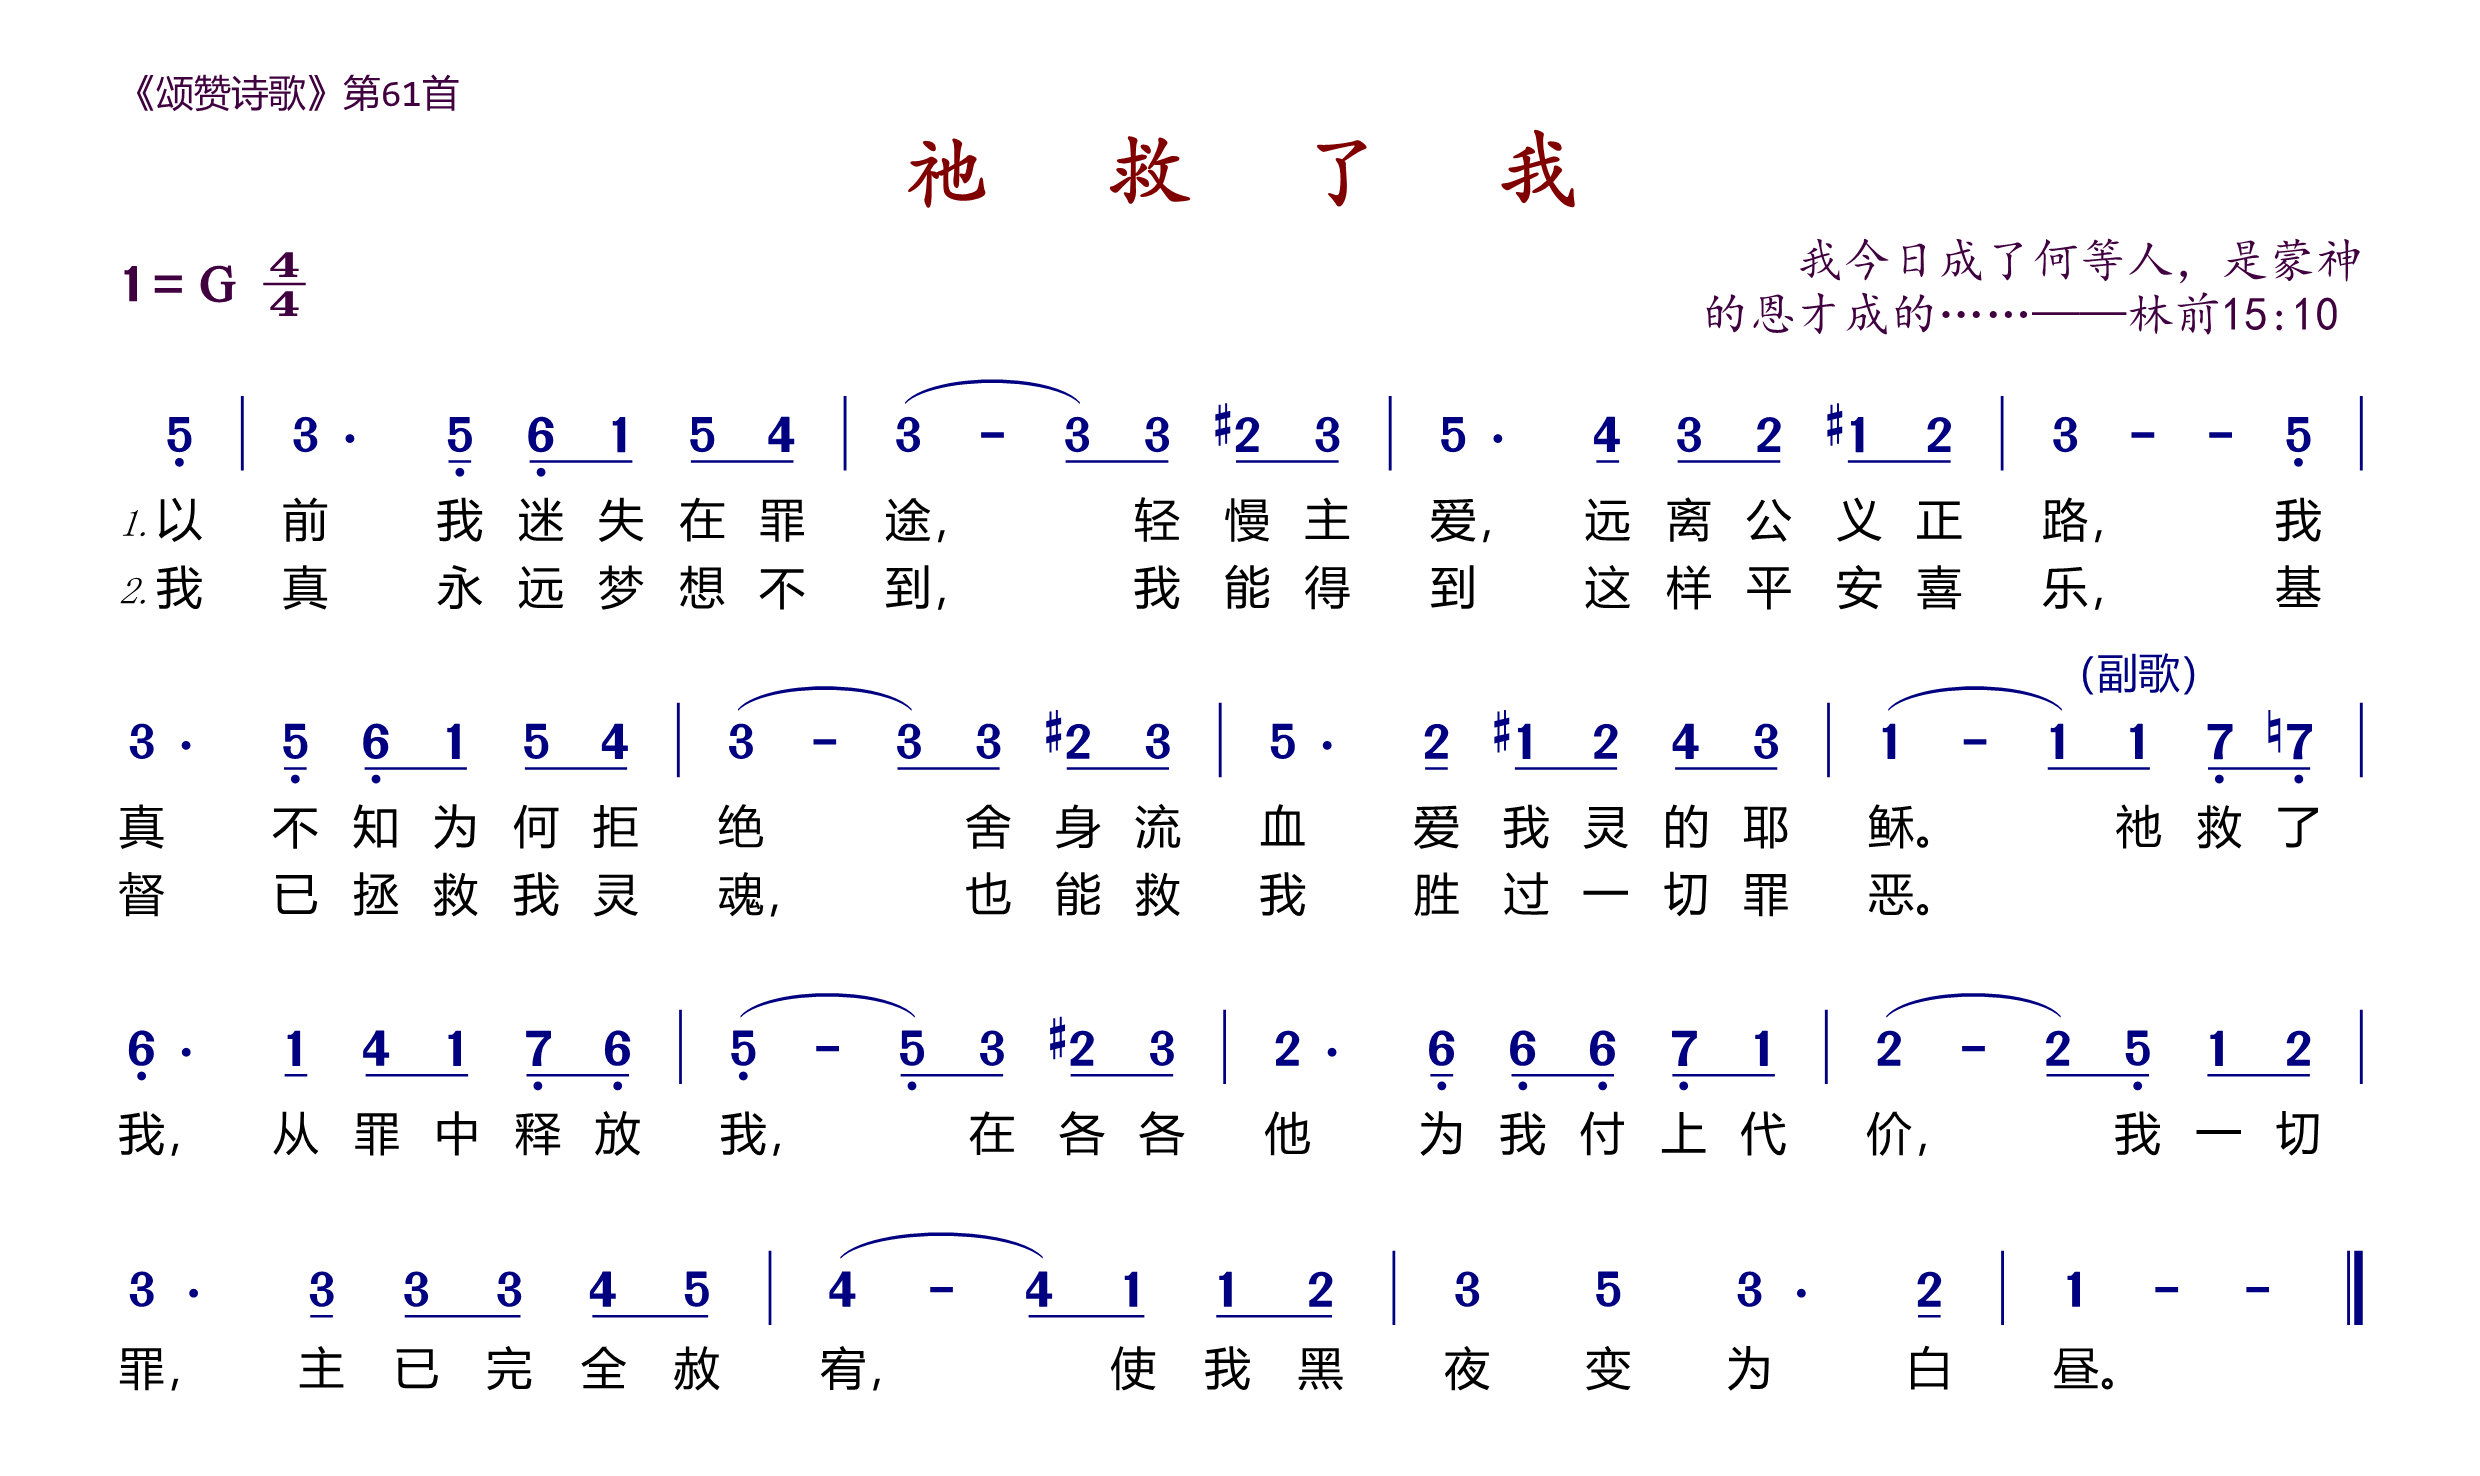 《颂赞诗歌》第61首
祂救了我
1=G 4/4
我今日成了何等人，是蒙神
的恩才成的……——林前15:10
5̣ | 3 · 5̣ 6̣ 1 5 4 | 3 - 3 3 #2 3 | 5 · 4 3 2 #1 2 | 3 - - 5̣ |
1.以前我迷失在罪途，轻慢主爱，远离公义正路，我
2.我真永远梦想不到，我能得到这样平安喜乐，基
(副歌)
3 · 5̣ 6̣ 1 5 4 | 3 - 3 3 #2 3 | 5 · 2 #1 2 4 3 | 1 - 1 1 7̣ ♮7̣ |
真不知为何拒绝舍身流血爱我灵的耶稣。祂救了
督已拯救我灵魂，也能救我胜过一切罪恶。
6̣ · 1 4 1 7̣ 6̣ | 5̣ - 5̣ 3 #2 3 | 2 · 6̣ 6̣ 6̣ 7̣ 1 | 2 - 2 5̣ 1 2 |
我，从罪中释放我，在各各他为我付上代价，我一切
3 · 3 3 3 4 5 | 4 - 4 1 1 2 | 3 5 3 · 2 | 1 - - ‖
罪，主已完全赦宥，使我黑夜变为白昼。